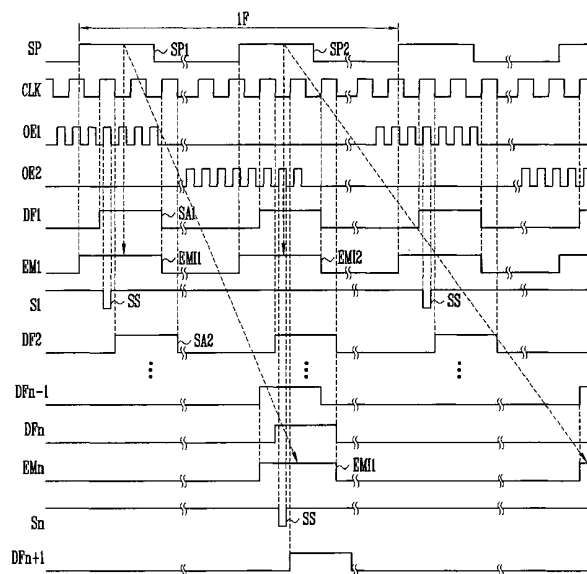 1F
SP SP1 SP2
CLK
OE1
OE2
DF1 SA1
EM1 EMI1 EMI2
S1 SS SS
DF2 SA2
DFn-1
DFn
EMn EMI1
Sn SS
DFn+1